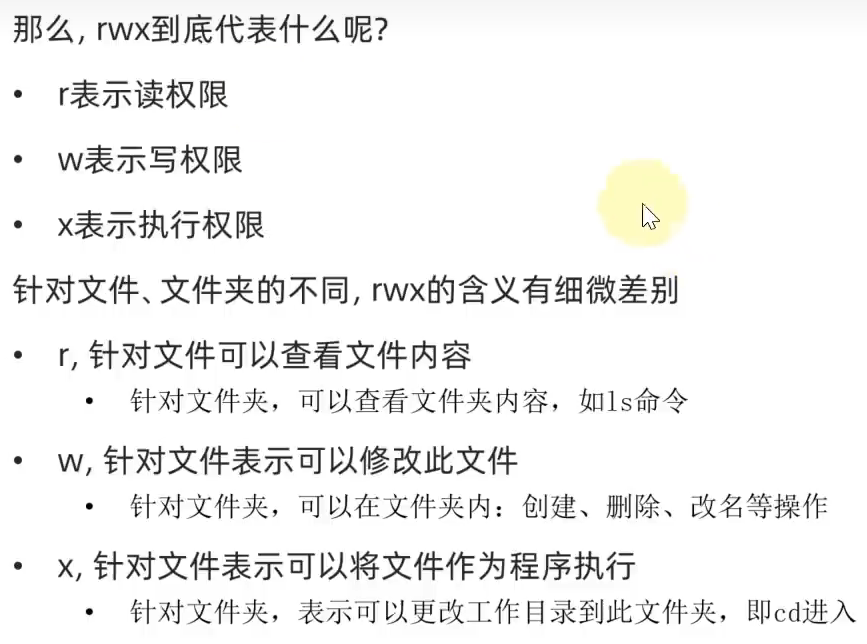 那么, rwx到底代表什么呢?
• r表示读权限
• w表示写权限
• x表示执行权限
针对文件、文件夹的不同, rwx的含义有细微差别
• r, 针对文件可以查看文件内容
• 针对文件夹，可以查看文件夹内容，如ls命令
• w, 针对文件表示可以修改此文件
• 针对文件夹，可以在文件夹内：创建、删除、改名等操作
• x, 针对文件表示可以将文件作为程序执行
• 针对文件夹，表示可以更改工作目录到此文件夹，即cd进入